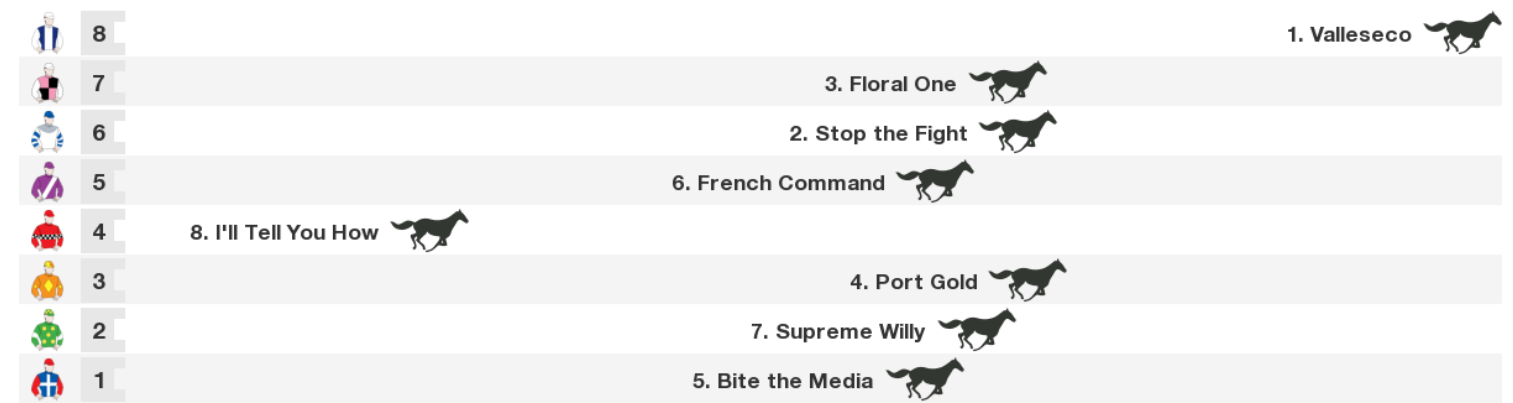 8 1. Valleseco
7 3. Floral One
6 2. Stop the Fight
5 6. French Command
4 8. I'll Tell You How
3 4. Port Gold
2 7. Supreme Willy
1 5. Bite the Media